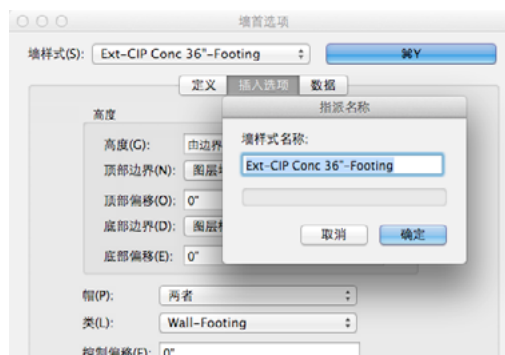 墙首选项
墙样式(S): Ext-CIP Conc 36"-Footing ⌘Y
定义 插入选项 数据
指派名称
高度
墙样式名称:
高度(G): 由边界
Ext-CIP Conc 36"-Footing
顶部边界(N): 图层
顶部偏移(O): 0"
底部边界(D): 图层
取消 确定
底部偏移(E): 0"
帽(P): 两者
类(L): Wall-Footing
控制偏移(F): 0"